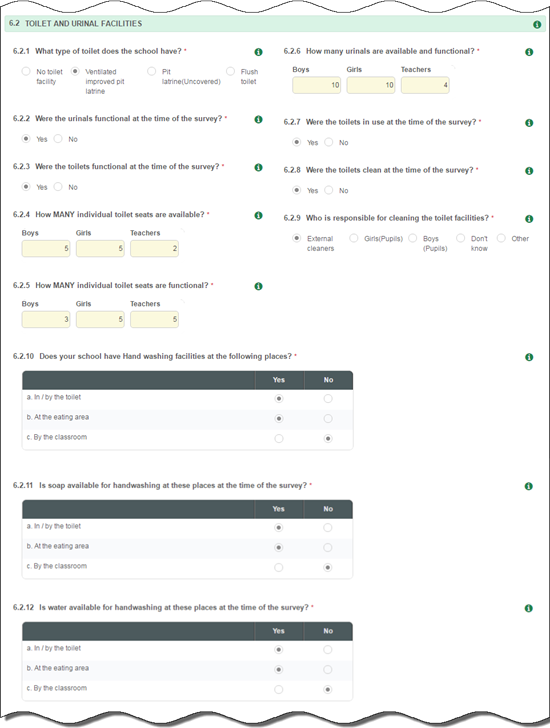 6.2 TOILET AND URINAL FACILITIES
6.2.1 What type of toilet does the school have? *
No toilet
facility
Ventilated
improved pit
latrine
Pit
latrine(Uncovered)
Flush
toilet
6.2.2 Were the urinals functional at the time of the survey? *
Yes No
6.2.3 Were the toilets functional at the time of the survey? *
Yes No
6.2.4 How MANY individual toilet seats are available? *
Boys Girls Teachers
5 5 2
6.2.5 How MANY individual toilet seats are functional? *
Boys Girls Teachers
3 5 5
6.2.6 How many urinals are available and functional? *
Boys Girls Teachers
10 10 4
6.2.7 Were the toilets in use at the time of the survey? *
Yes No
6.2.8 Were the toilets clean at the time of the survey? *
Yes No
6.2.9 Who is responsible for cleaning the toilet facilities? *
External
cleaners
Girls(Pupils)
Boys
(Pupils)
Don't
know
Other
6.2.10 Does your school have Hand washing facilities at the following places? *
Yes No
a. In / by the toilet
b. At the eating area
c. By the classroom
6.2.11 Is soap available for handwashing at these places at the time of the survey? *
Yes No
a. In / by the toilet
b. At the eating area
c. By the classroom
6.2.12 Is water available for handwashing at these places at the time of the survey? *
Yes No
a. In / by the toilet
b. At the eating area
c. By the classroom